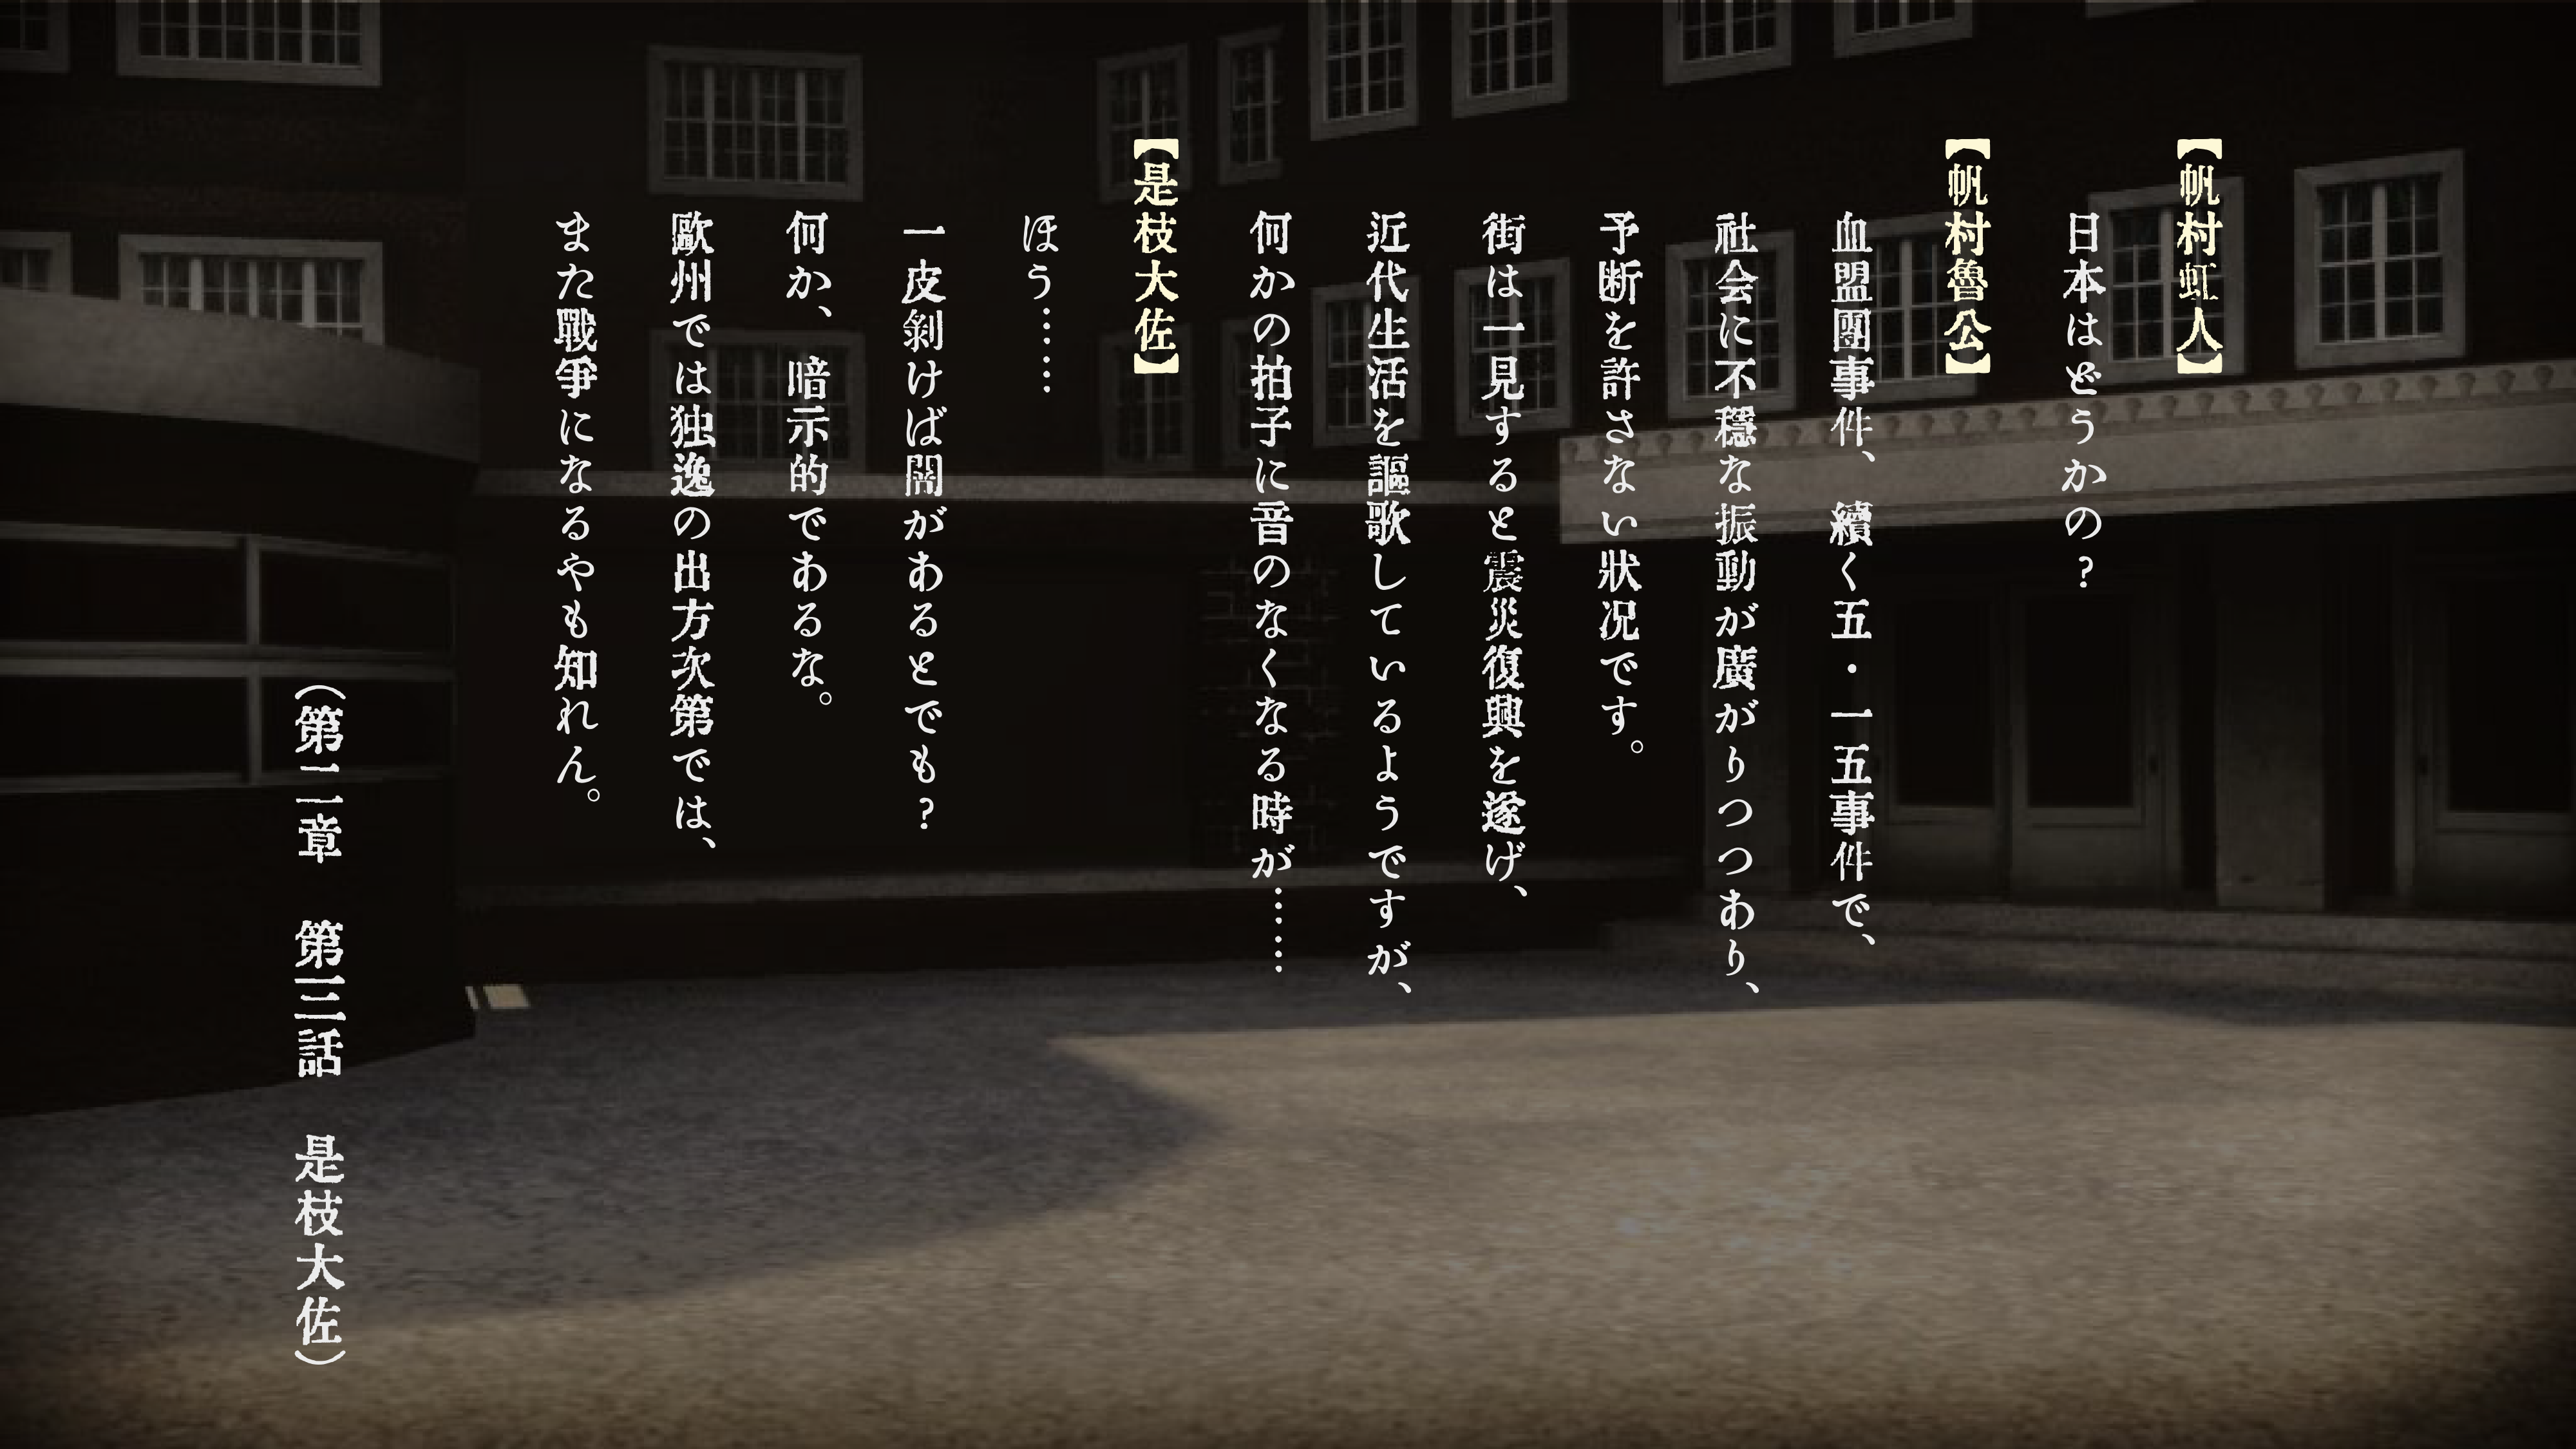 【帆村虹人】
日本はどうかの？
【帆村魯公】
血盟團事件、續く五・一五事件で、
社会に不穩な振動が廣がりつつあり、
予断を許さない狀況です。
街は一見すると震災復興を遂げ、
近代生活を謳歌しているようですが、
何かの拍子に音のなくなる時が……
【是枝大佐】
ほう……
一皮剝けば闇があるとでも？
何か、暗示的であるな。
歐州では独逸の出方次第では、
また戰爭になるやも知れん。
（第二章　第三話　是枝大佐）